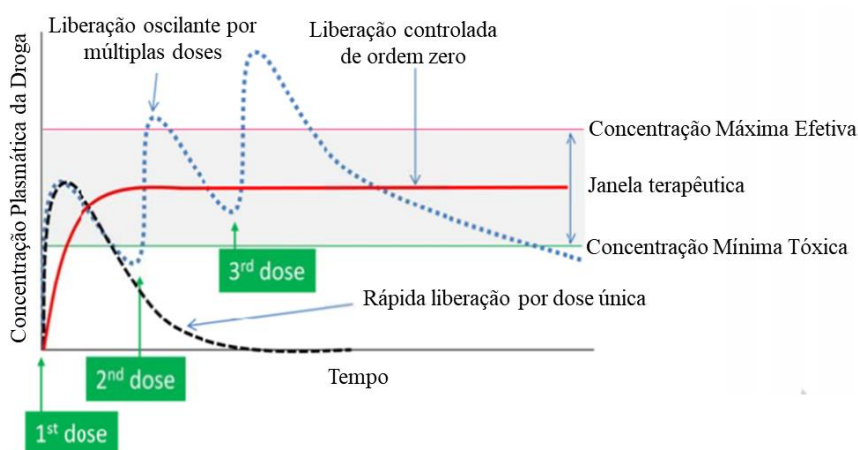 Concentração Plasmática da Droga
Liberação oscilante por
múltiplas doses
Liberação controlada
de ordem zero
Concentração Máxima Efetiva
Janela terapêutica
Concentração Mínima Tóxica
3rd dose
Rápida liberação por dose única
2nd dose
Tempo
1st dose